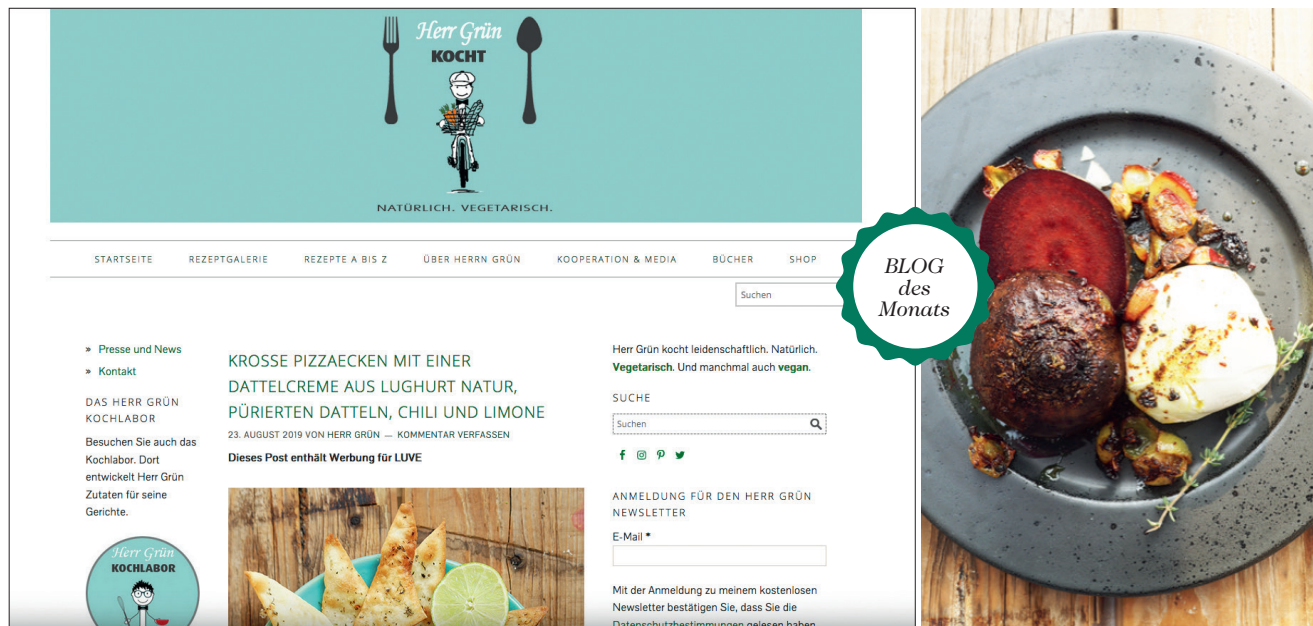 Herr Grün
KOCHT
NATÜRLICH. VEGETARISCH.
STARTSEITE REZEPTGALERIE REZEPTE A BIS Z ÜBER HERRN GRÜN KOOPERATION & MEDIA BÜCHER SHOP
Suchen
BLOG
des
Monats
» Presse und News
» Kontakt
DAS HERR GRÜN
KOCHLABOR
Besuchen Sie auch das
Kochlabor. Dort
entwickelt Herr Grün
Zutaten für seine
Gerichte.
Herr Grün
KOCHLABOR
KROSSE PIZZAECKEN MIT EINER
DATTELCREME AUS LUGHURT NATUR,
PÜRIERTEN DATTELN, CHILI UND LIMONE
23. AUGUST 2019 VON HERR GRÜN — KOMMENTAR VERFASSEN
Dieses Post enthält Werbung für LUVE
Herr Grün kocht leidenschaftlich. Natürlich.
Vegetarisch. Und manchmal auch vegan.
SUCHE
Suchen
ANMELDUNG FÜR DEN HERR GRÜN
NEWSLETTER
E-Mail *
Mit der Anmeldung zu meinem kostenlosen
Newsletter bestätigen Sie, dass Sie die
Datenschutzbestimmungen gelesen haben